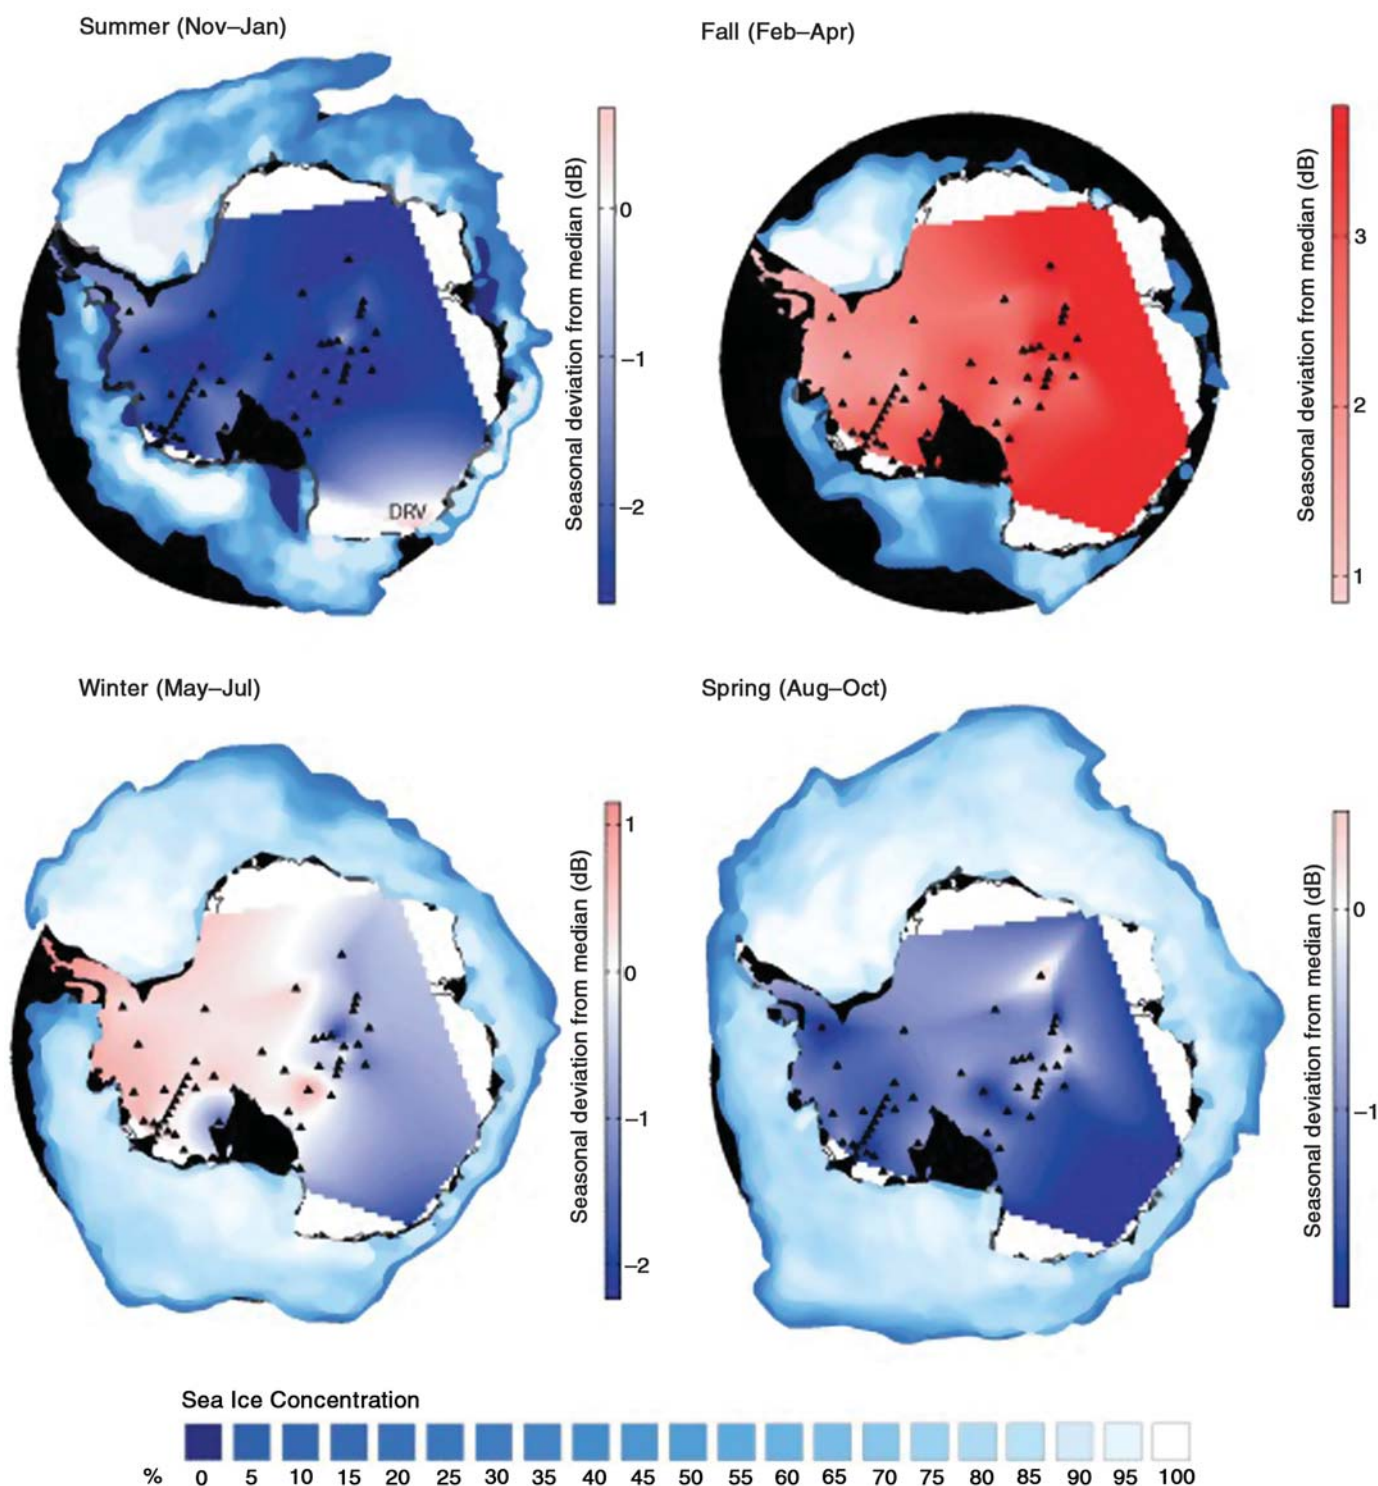 Summer (Nov–Jan)
Fall (Feb–Apr)
Seasonal deviation from median (dB)
0
–1
–2
DRV
Seasonal deviation from median (dB)
3
2
1
Winter (May–Jul)
Spring (Aug–Oct)
Seasonal deviation from median (dB)
1
0
–1
–2
Seasonal deviation from median (dB)
0
–1
Sea Ice Concentration
% 0 5 10 15 20 25 30 35 40 45 50 55 60 65 70 75 80 85 90 95 100